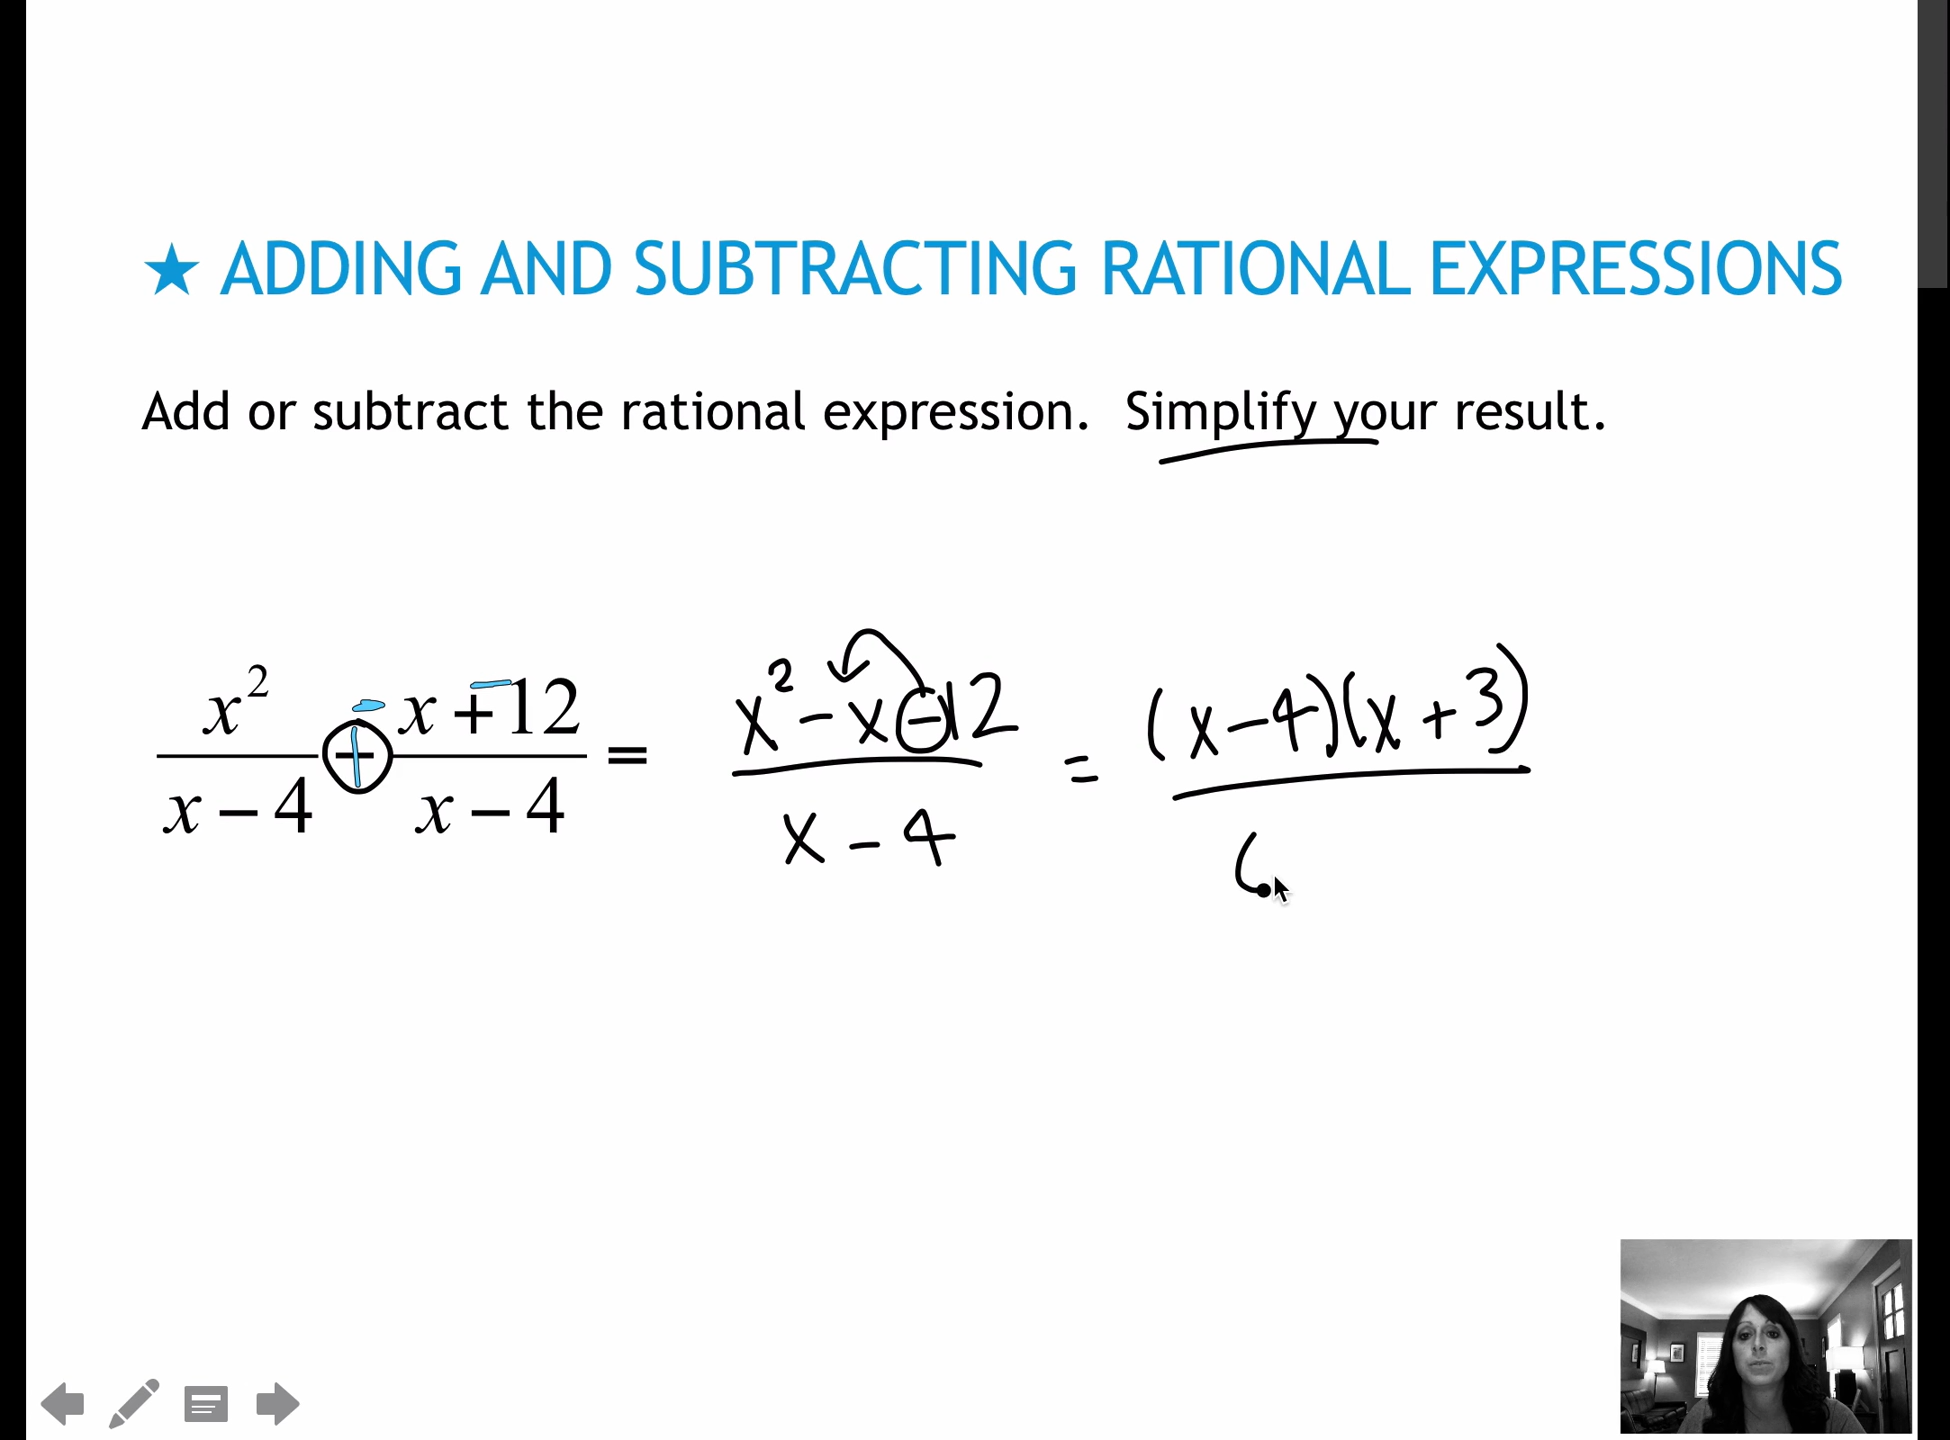 ★ ADDING AND SUBTRACTING RATIONAL EXPRESSIONS
Add or subtract the rational expression. Simplify your result.
x² / (x − 4) + (− x + − 12) / (x − 4) = (x² − x − 12) / (x − 4) = (x − 4)(x + 3) / (